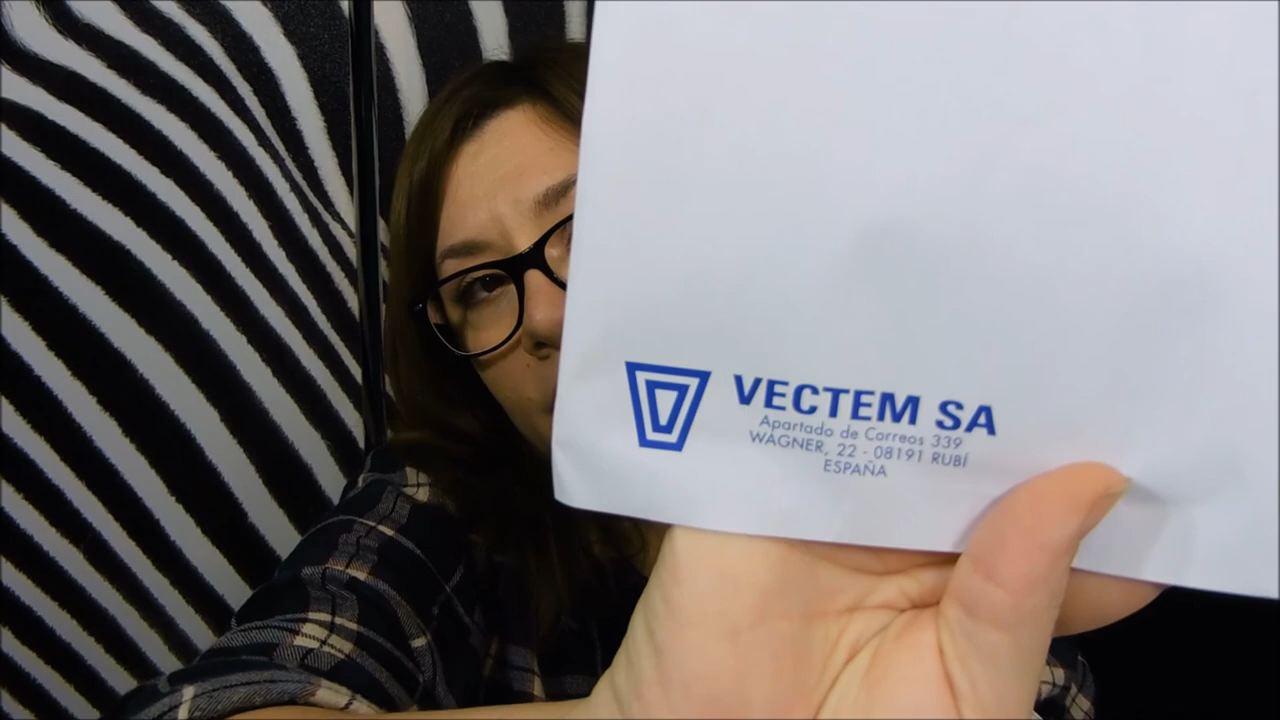 VECTEM SA
Apartado de Correos 339
WAGNER, 22 - 08191 RUBÍ
ESPAÑA